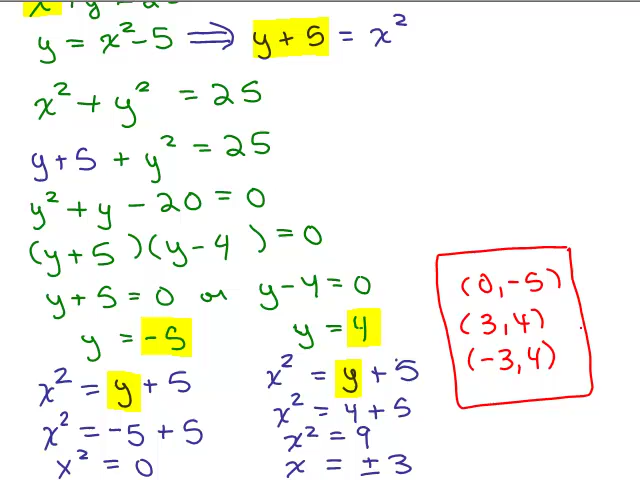 y = x² - 5 ⟹ y + 5 = x²
x² + y² = 25
y + 5 + y² = 25
y² + y - 20 = 0
(y + 5)(y - 4) = 0
y + 5 = 0 or y - 4 = 0
y = -5
y = 4
x² = y + 5
x² = -5 + 5
x² = 0
x² = y + 5
x² = 4 + 5
x² = 9
x = ± 3
(0, -5)
(3, 4)
(-3, 4)